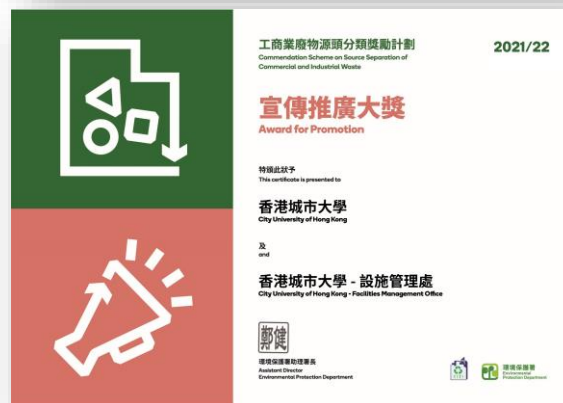 工商業廢物源頭分類獎勵計劃
Commendation Scheme on Source Separation of
Commercial and Industrial Waste
2021/22
宣傳推廣大獎
Award for Promotion
特頒此狀予
This certificate is presented to
香港城市大學
City University of Hong Kong
及
and
香港城市大學 - 設施管理處
City University of Hong Kong - Facilities Management Office
鄭健
環境保護署助理署長
Assistant Director
Environmental Protection Department
環境保護署
Environmental
Protection Department